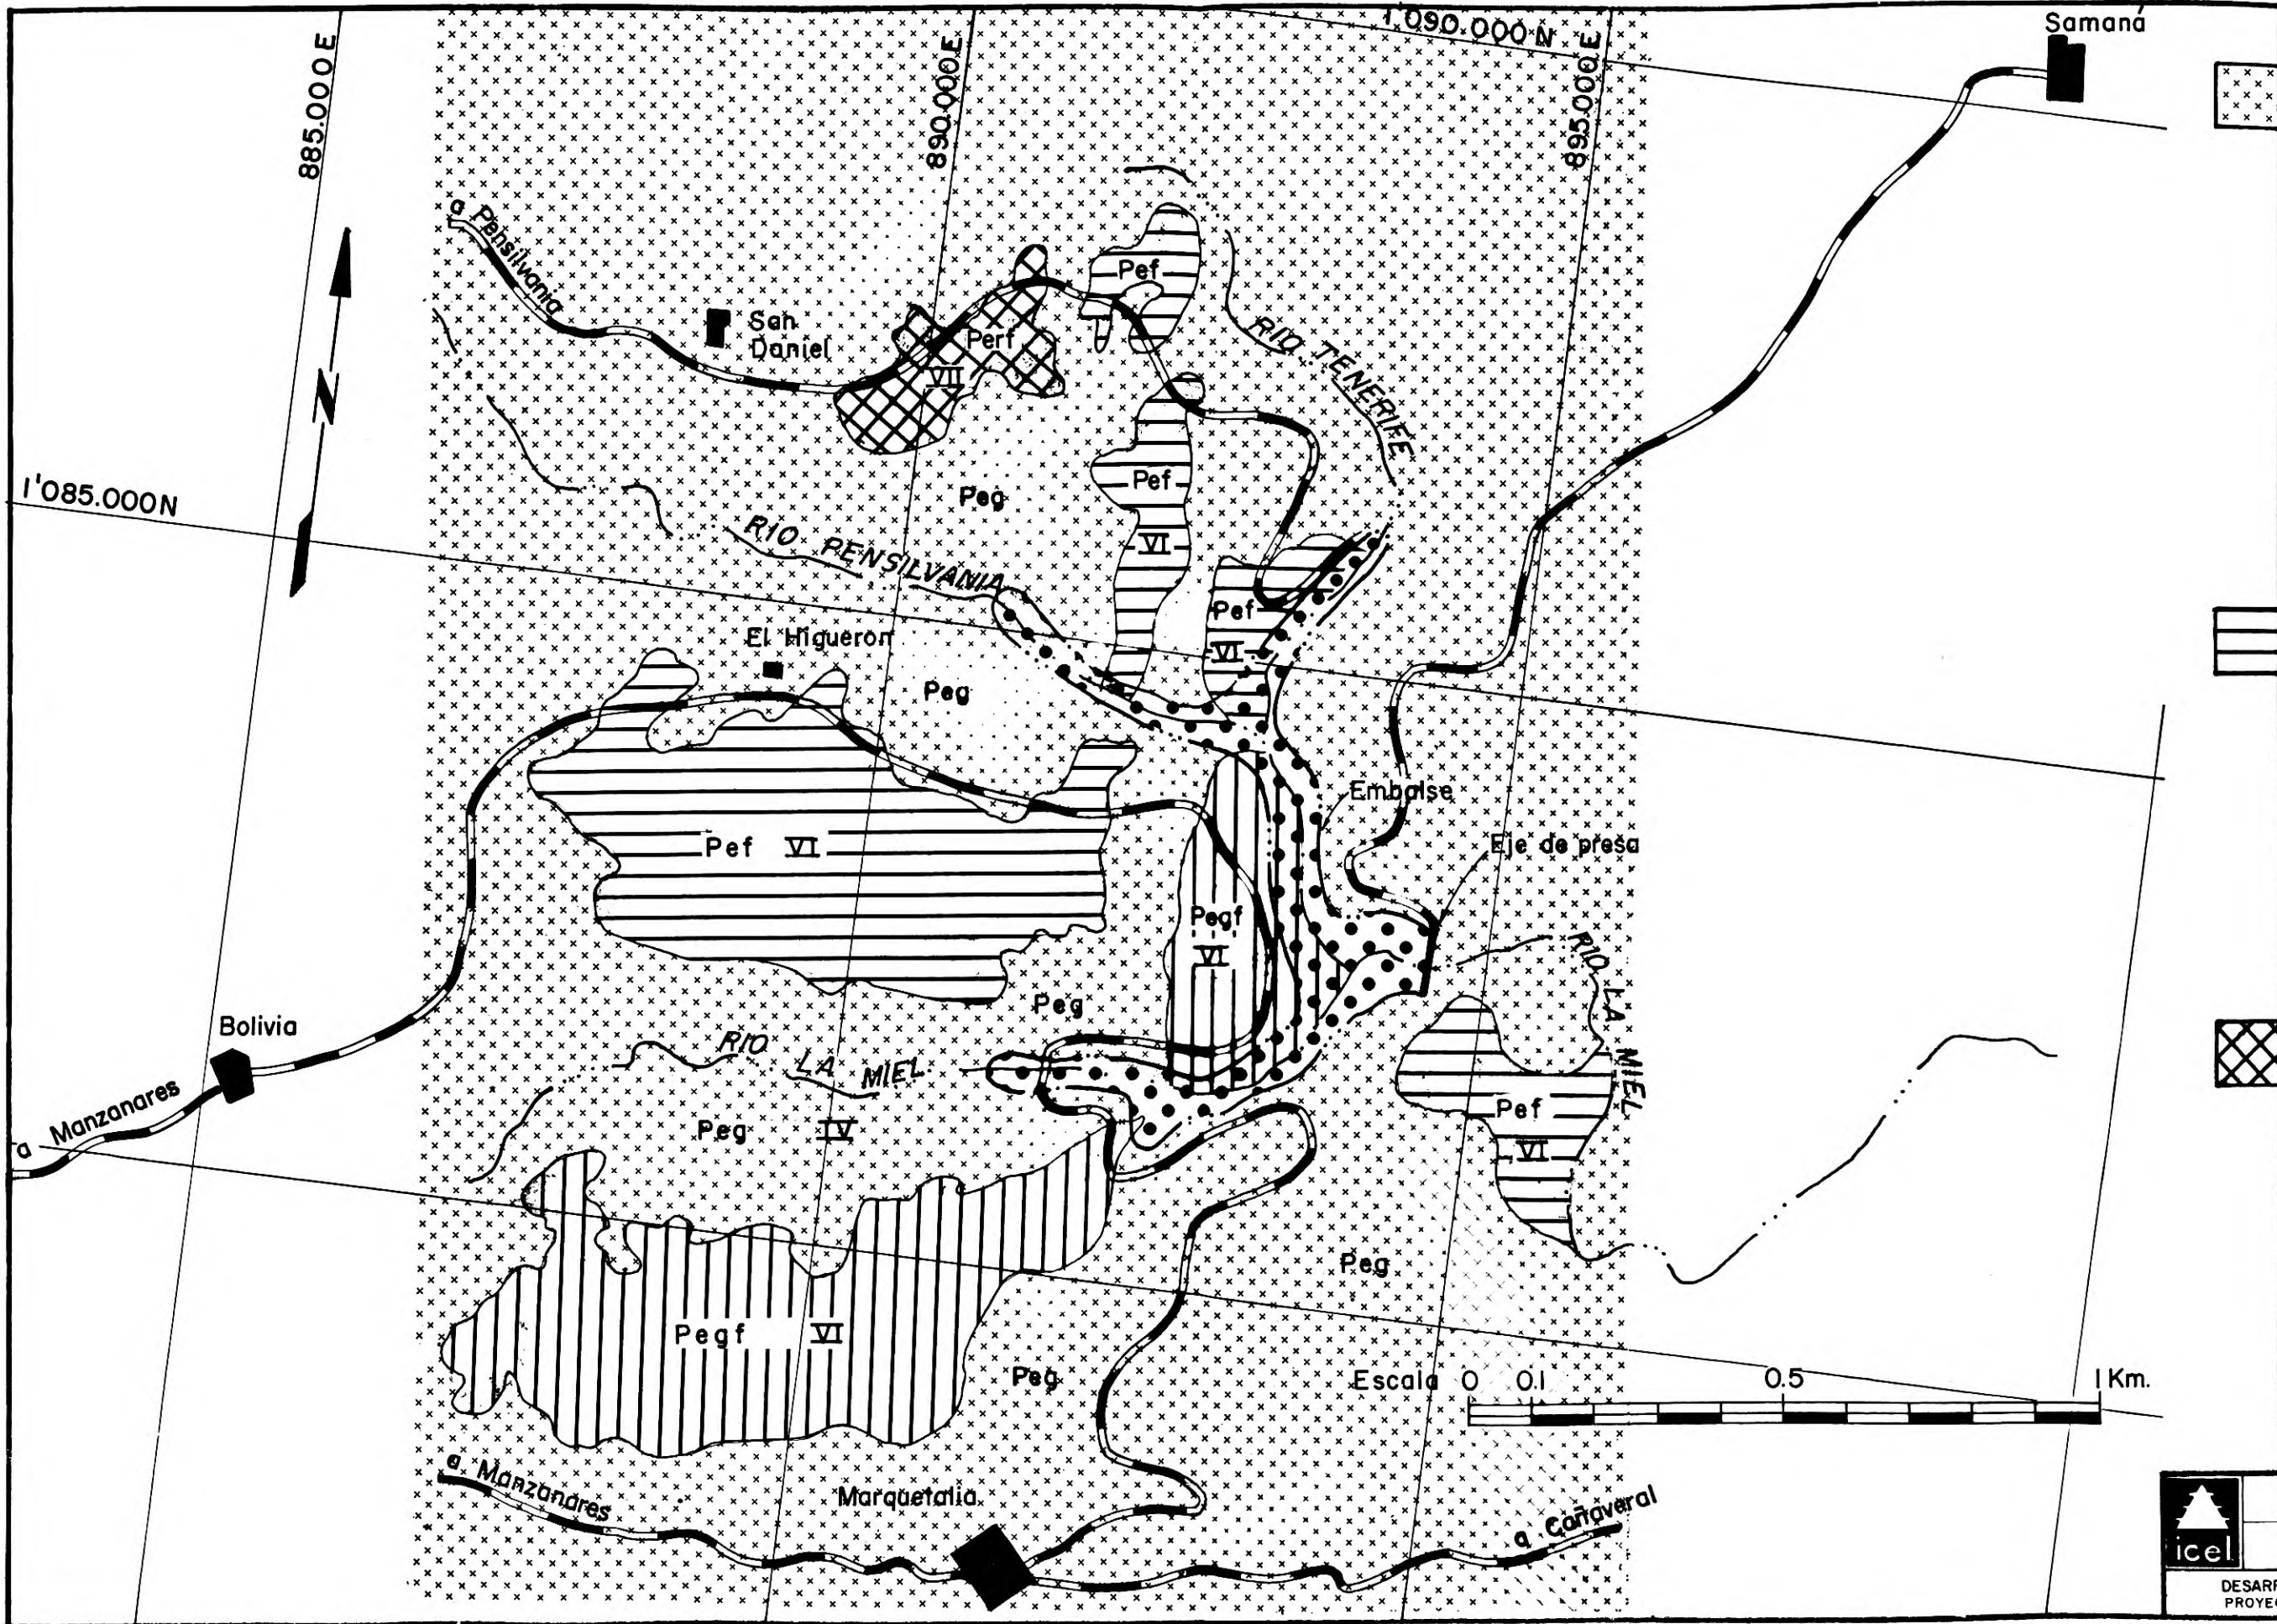 1'090.000 N
Samaná
885.000 E
890.000 E
895.000 E
a Pensilvania
Pef
San
Daniel
Perf
VII
RIO TENERIFE
N
1'085.000 N
Pef
Peg
VI
RIO PENSILVANIA
Pef
El Higueron
VI
Peg
Embalse
Pef VI
Eje de presa
Pegf
VI
RIO LA MIEL
Peg
Bolivia
RIO LA MIEL
a Manzanares
Pef
Peg IV
VI
Peg
Pegf VI
Peg
Escala 0 0.1 0.5 1 Km.
a Manzanares
Marquetalia
a Cañaveral
icel
DESARR
PROYEC